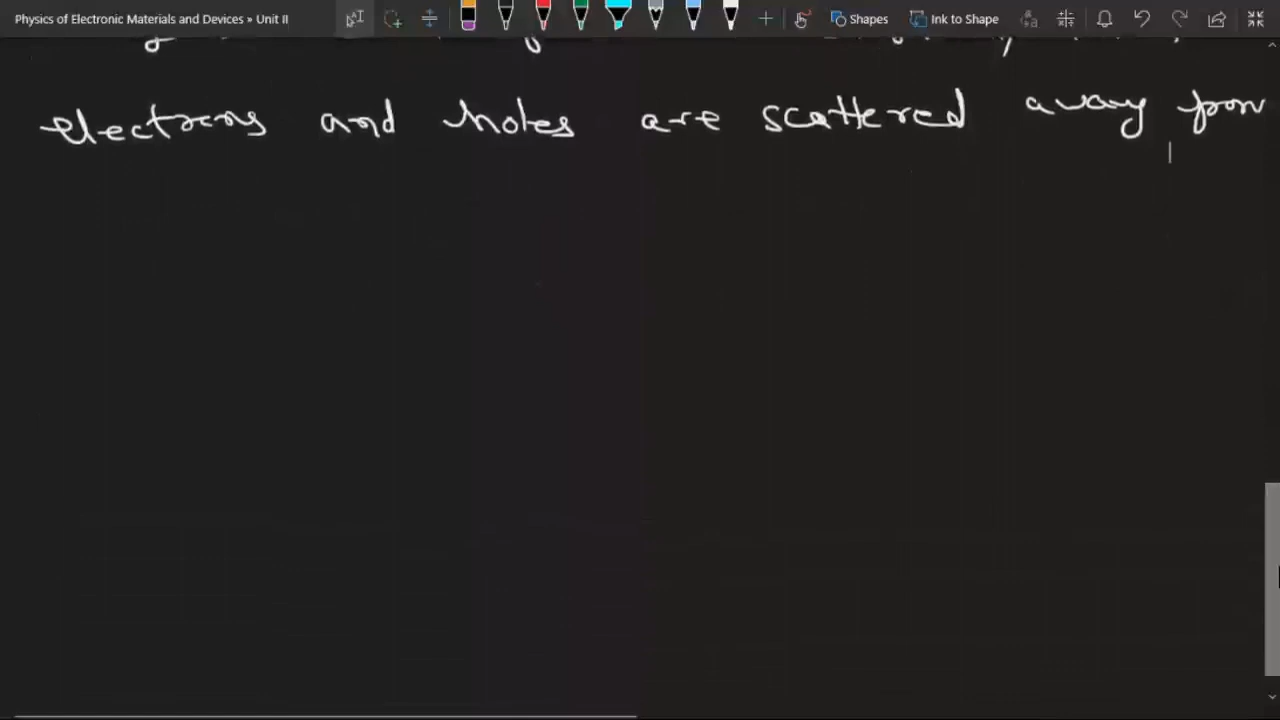 Physics of Electronic Materials and Devices » Unit II
Shapes
Ink to Shape
electrons and holes are scattered away from